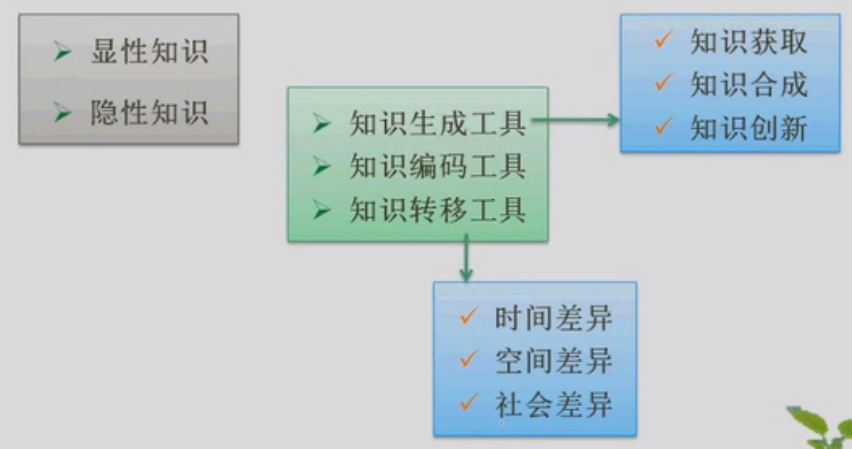 显性知识
隐性知识
知识生成工具
知识编码工具
知识转移工具
知识获取
知识合成
知识创新
时间差异
空间差异
社会差异